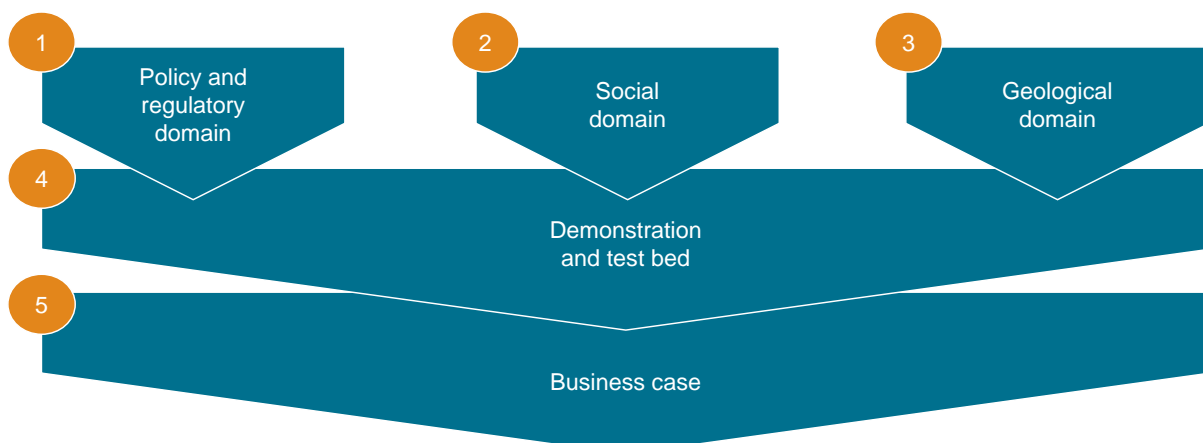 1
Policy and
regulatory
domain
2
Social
domain
3
Geological
domain
4
Demonstration
and test bed
5
Business case